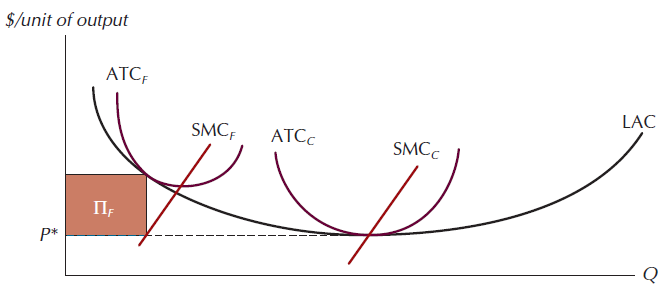 $/unit of output
ATC_F
SMC_F
ATC_C
SMC_C
LAC
Π_F
P*
Q